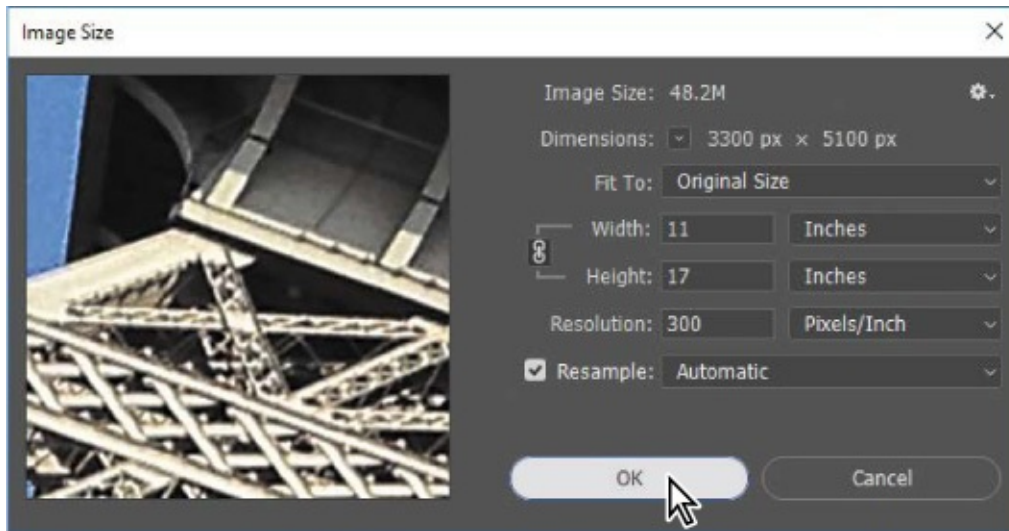 Image Size
Image Size: 48.2M
Dimensions: 3300 px × 5100 px
Fit To: Original Size
Width: 11 Inches
Height: 17 Inches
Resolution: 300 Pixels/Inch
Resample: Automatic
OK Cancel